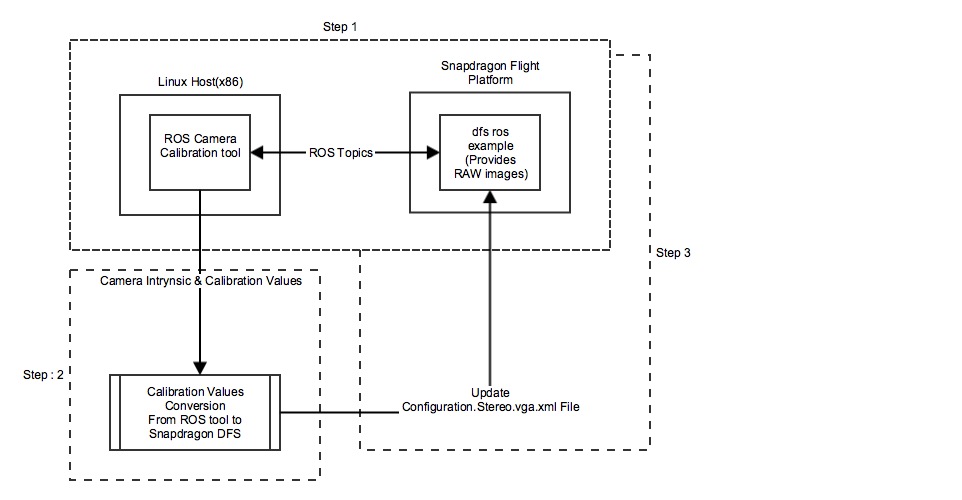 Step 1
Linux Host(x86)
Snapdragon Flight
Platform
ROS Camera
Calibration tool
ROS Topics
dfs ros
example
(Provides
RAW images)
Step 3
Camera Intrynsic & Calibration Values
Step : 2
Calibration Values
Conversion
From ROS tool to
Snapdragon DFS
Update
Configuration.Stereo.vga.xml File